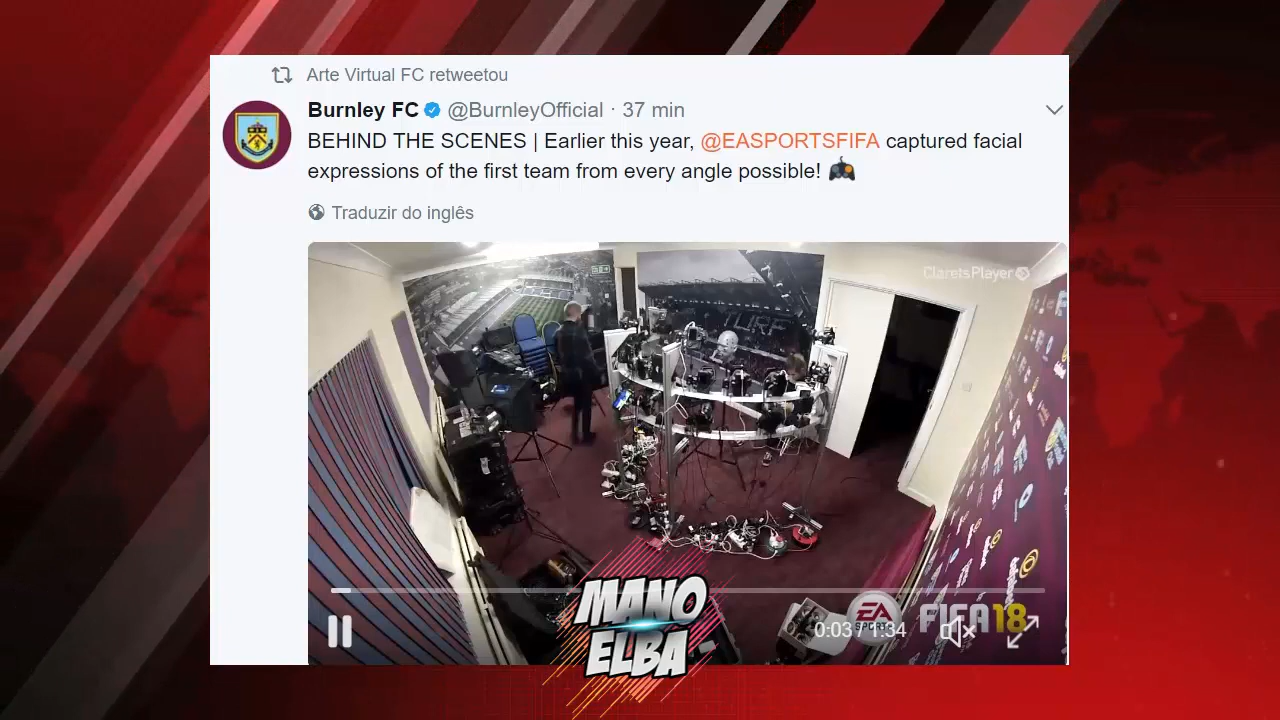 Arte Virtual FC retweetou
Burnley FC @BurnleyOfficial · 37 min
BEHIND THE SCENES | Earlier this year, @EASPORTSFIFA captured facial
expressions of the first team from every angle possible! 🎮
Traduzir do inglês
ClaretsPlayer
TURF
MANO
ELBA
0:03 / 1:34
EA
SPORTS
FIFA 18